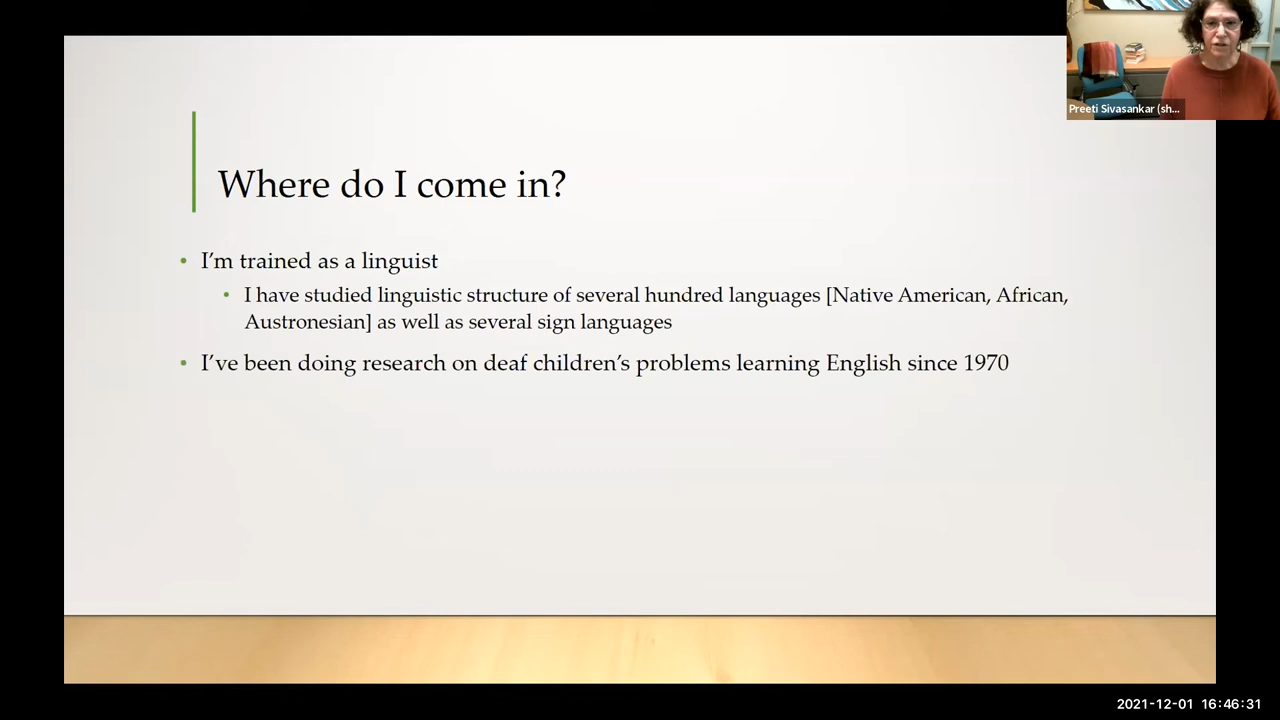 Preeti Sivasankar (sh...
Where do I come in?
• I'm trained as a linguist
• I have studied linguistic structure of several hundred languages [Native American, African,
Austronesian] as well as several sign languages
• I've been doing research on deaf children's problems learning English since 1970
2021-12-01 16:46:31